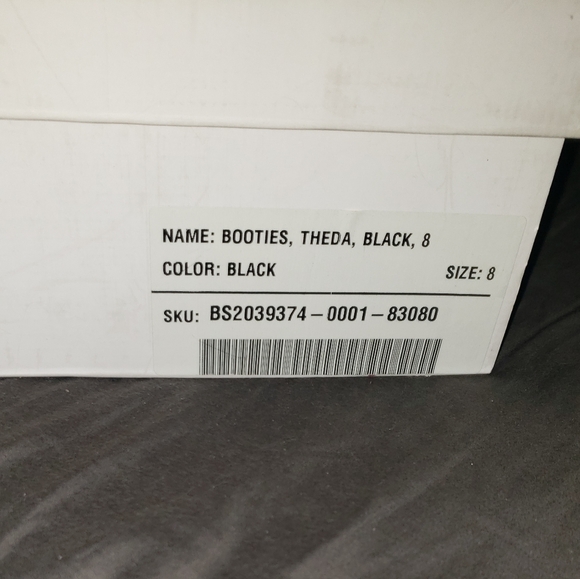 NAME: BOOTIES, THEDA, BLACK, 8
COLOR: BLACK SIZE: 8
SKU: BS2039374-0001-83080